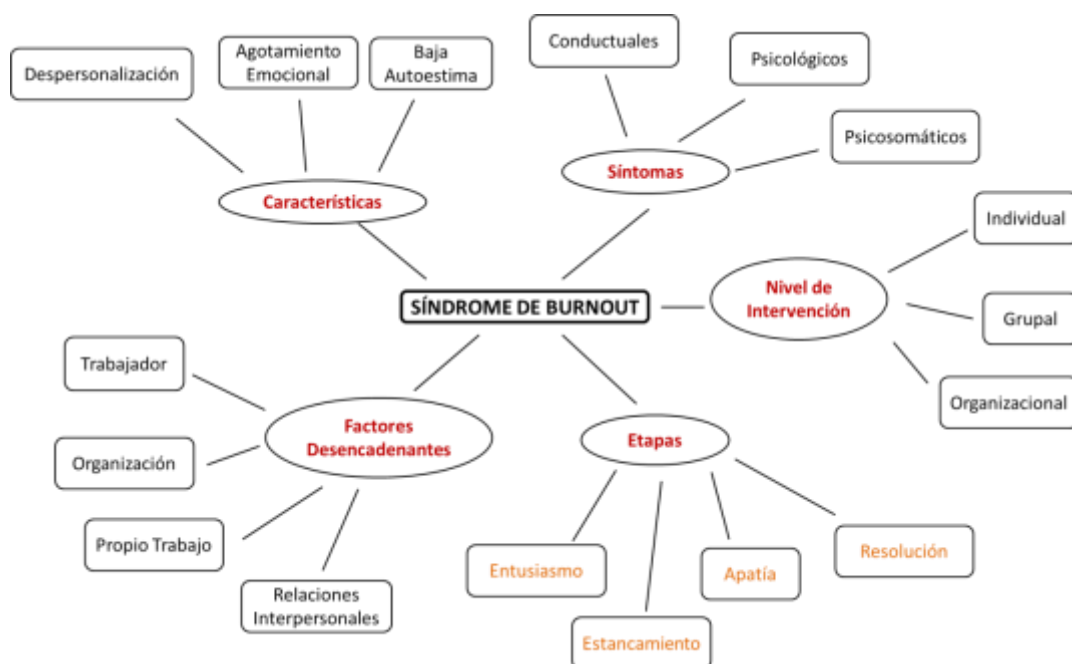 Conductuales
Psicológicos
Agotamiento
Emocional
Baja
Autoestima
Despersonalización
Psicosomáticos
Síntomas
Características
Individual
Nivel de
Intervención
SÍNDROME DE BURNOUT
Grupal
Trabajador
Organizacional
Factores
Desencadenantes
Etapas
Organización
Propio Trabajo
Resolución
Entusiasmo
Apatía
Relaciones
Interpersonales
Estancamiento